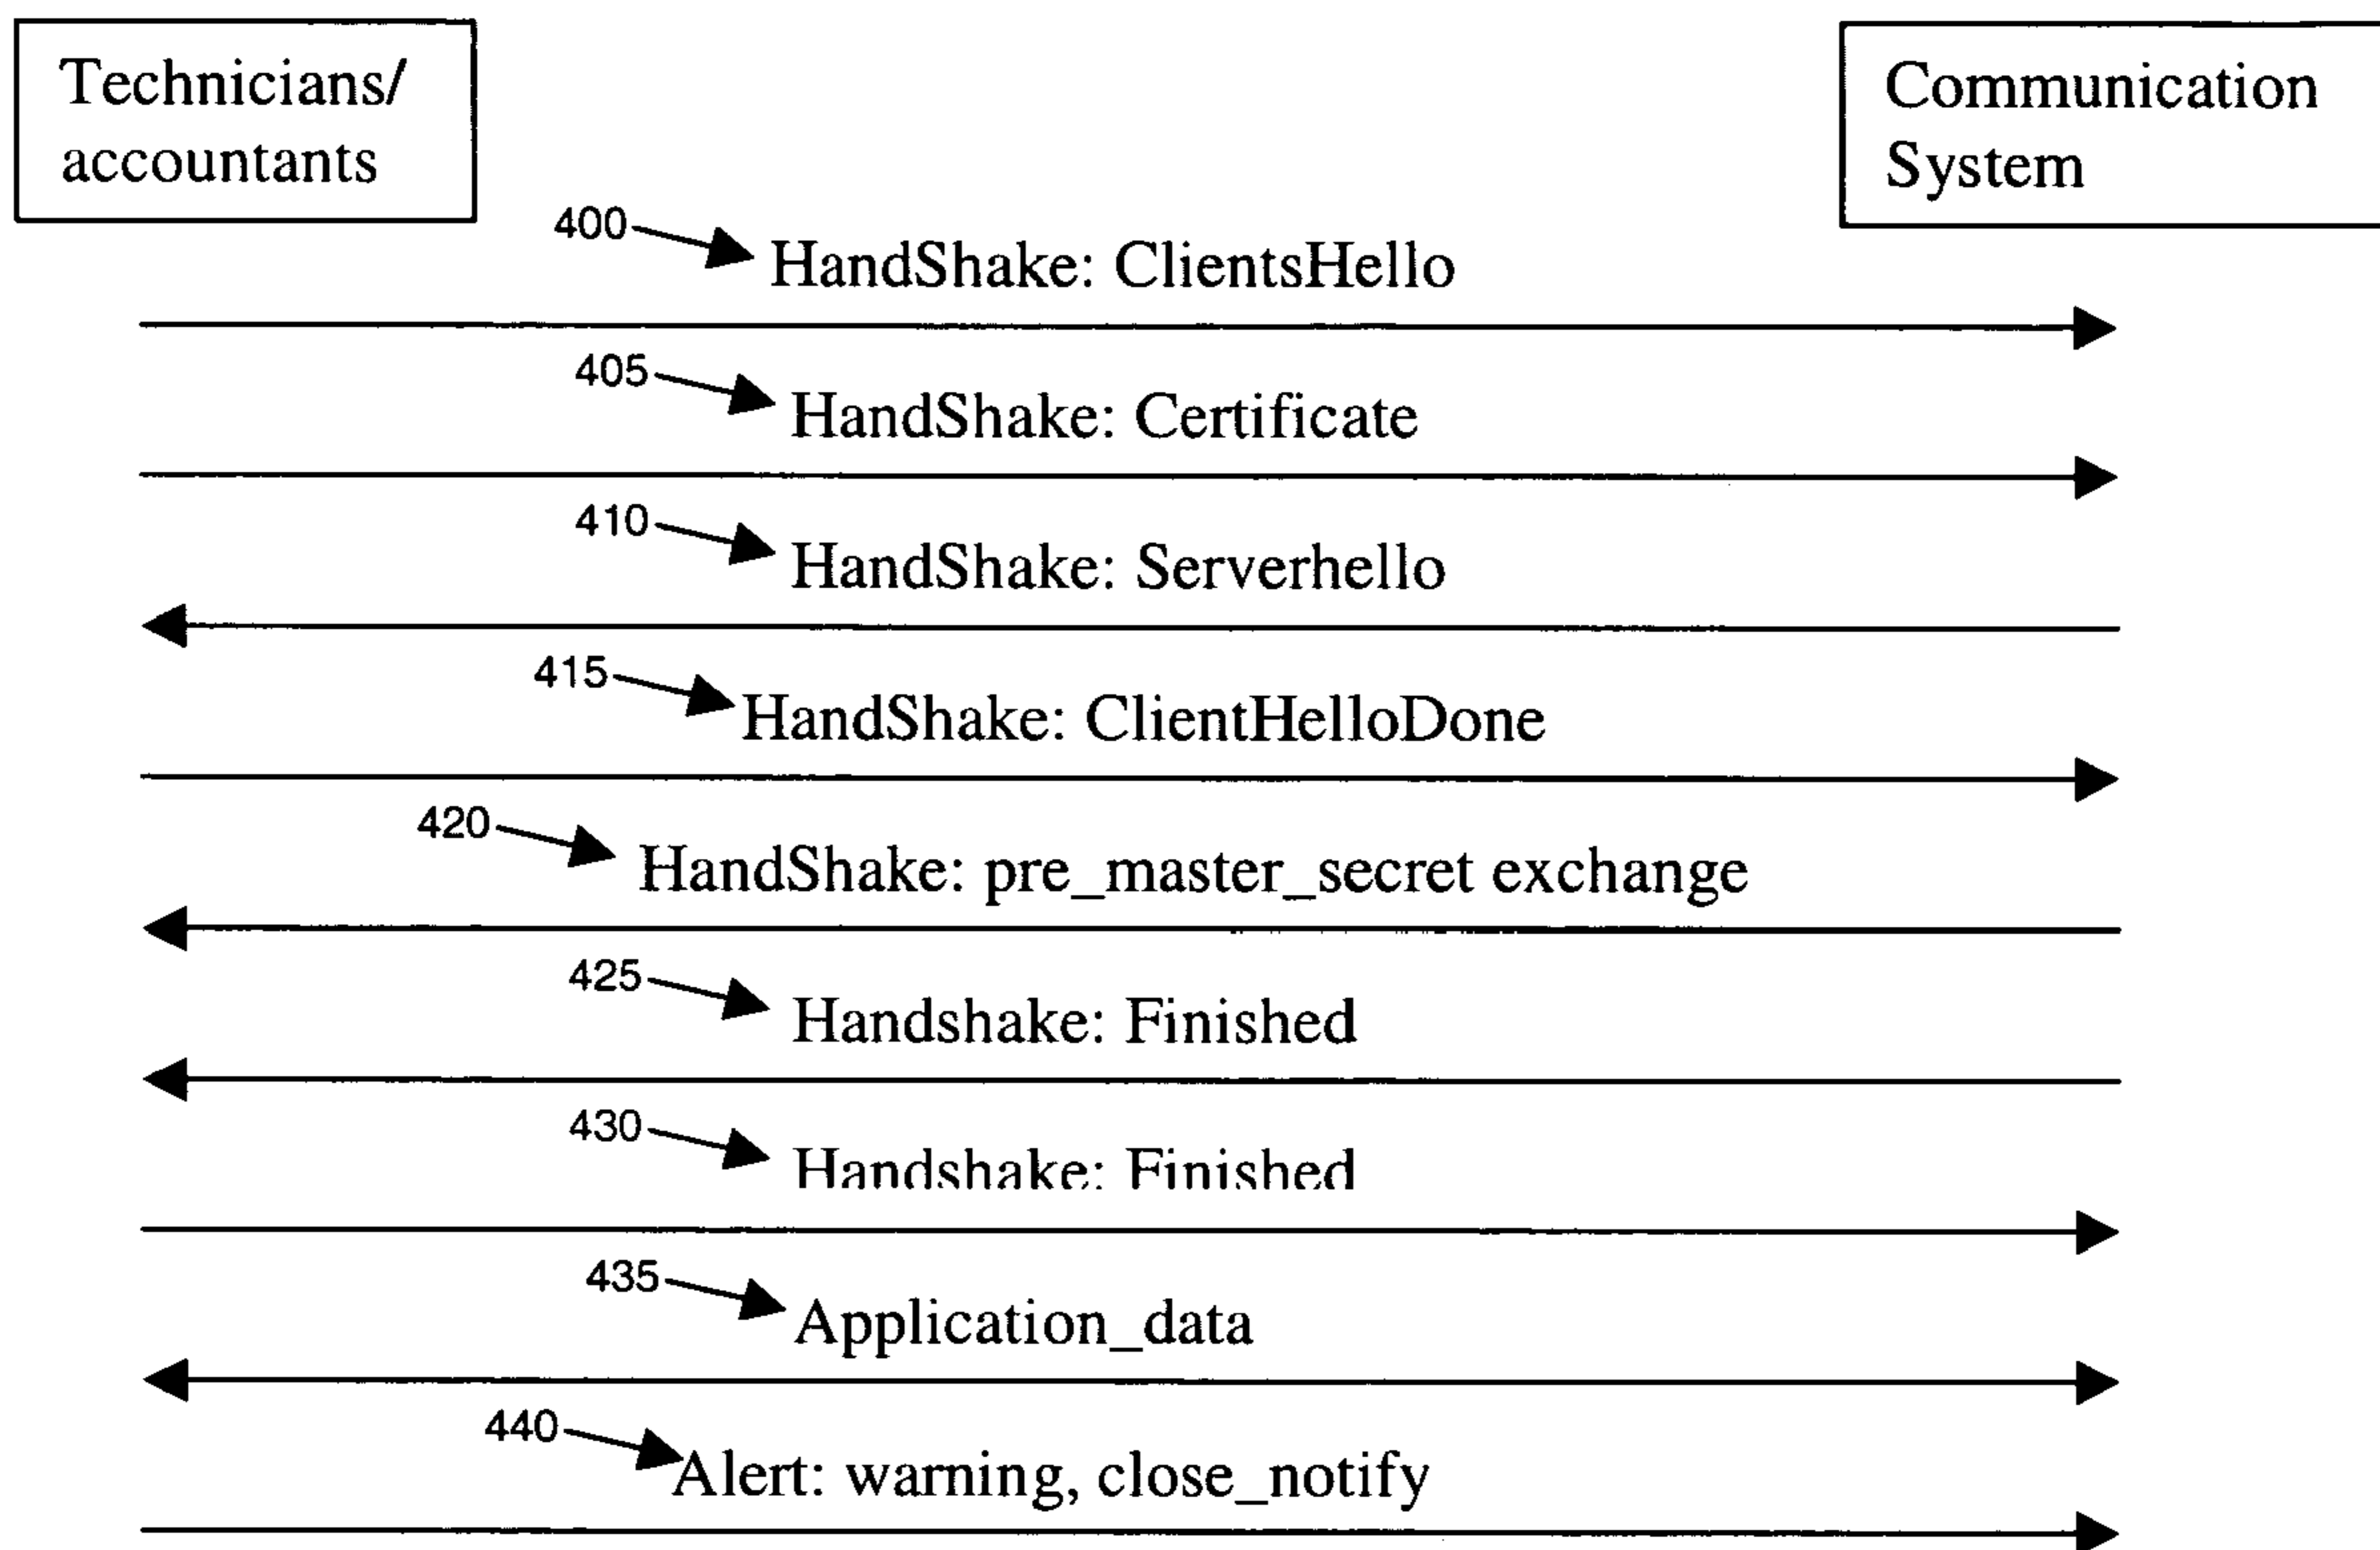 Technicians/
accountants
Communication
System
400
HandShake: ClientsHello
405
HandShake: Certificate
410
HandShake: Serverhello
415
HandShake: ClientHelloDone
420
HandShake: pre_master_secret exchange
425
Handshake: Finished
430
Handshake: Finished
435
Application_data
440
Alert: warning, close_notify